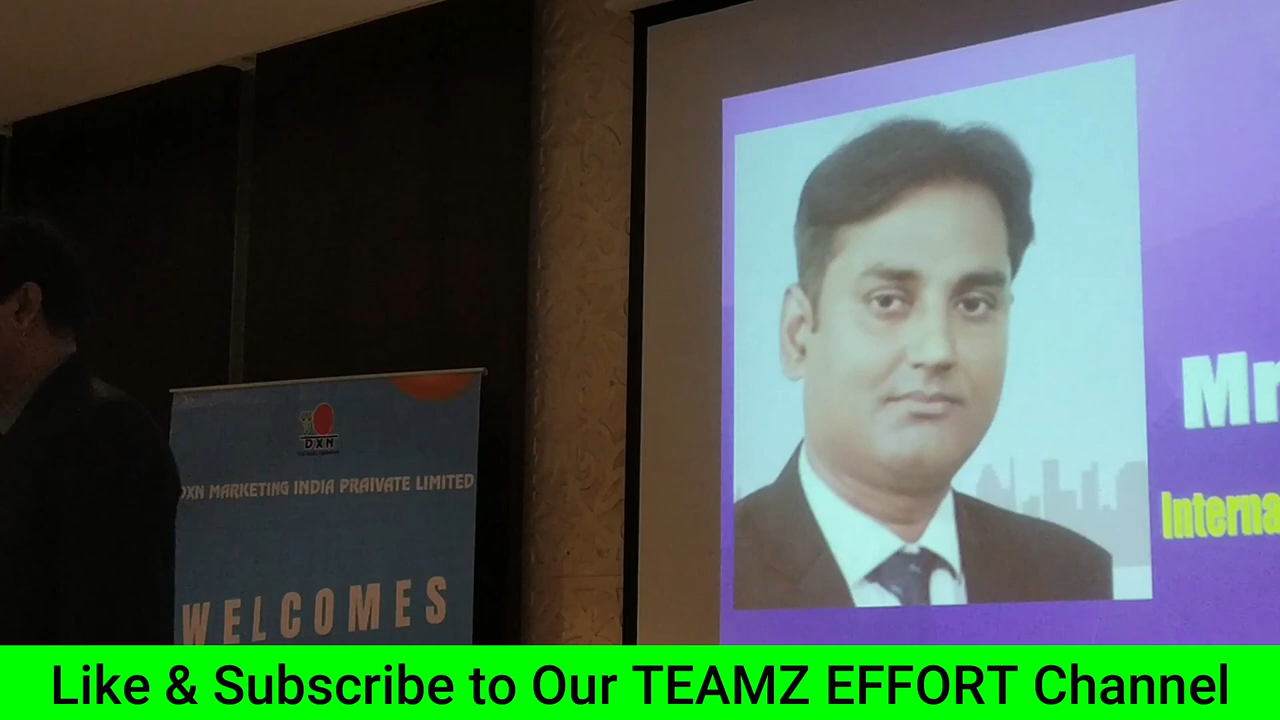 DXN
DXN MARKETING INDIA PRAIVATE LIMITED
WELCOMES
Mr
Interna
Like & Subscribe to Our TEAMZ EFFORT Channel